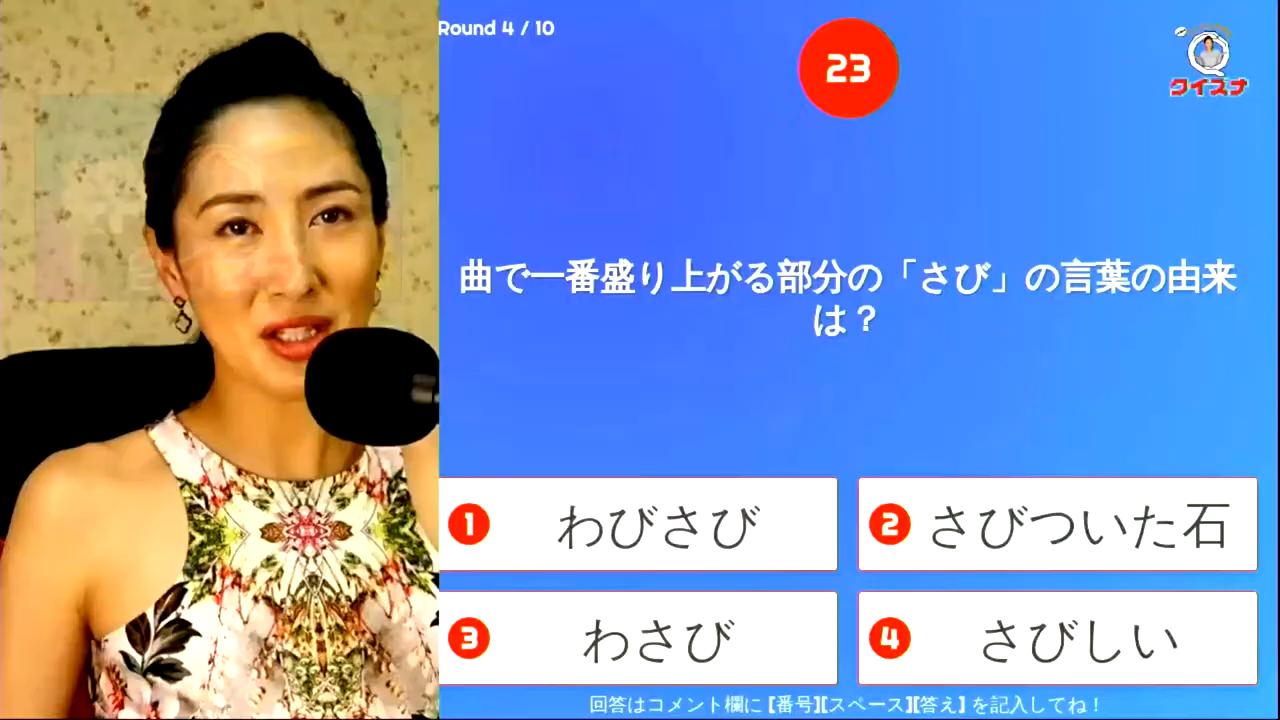 Round 4 / 10
23
クイズナ
曲で一番盛り上がる部分の「さび」の言葉の由来
は？
1 わびさび
2 さびついた石
3 わさび
4 さびしい
回答はコメント欄に [番号][スペース][答え] を記入してね！